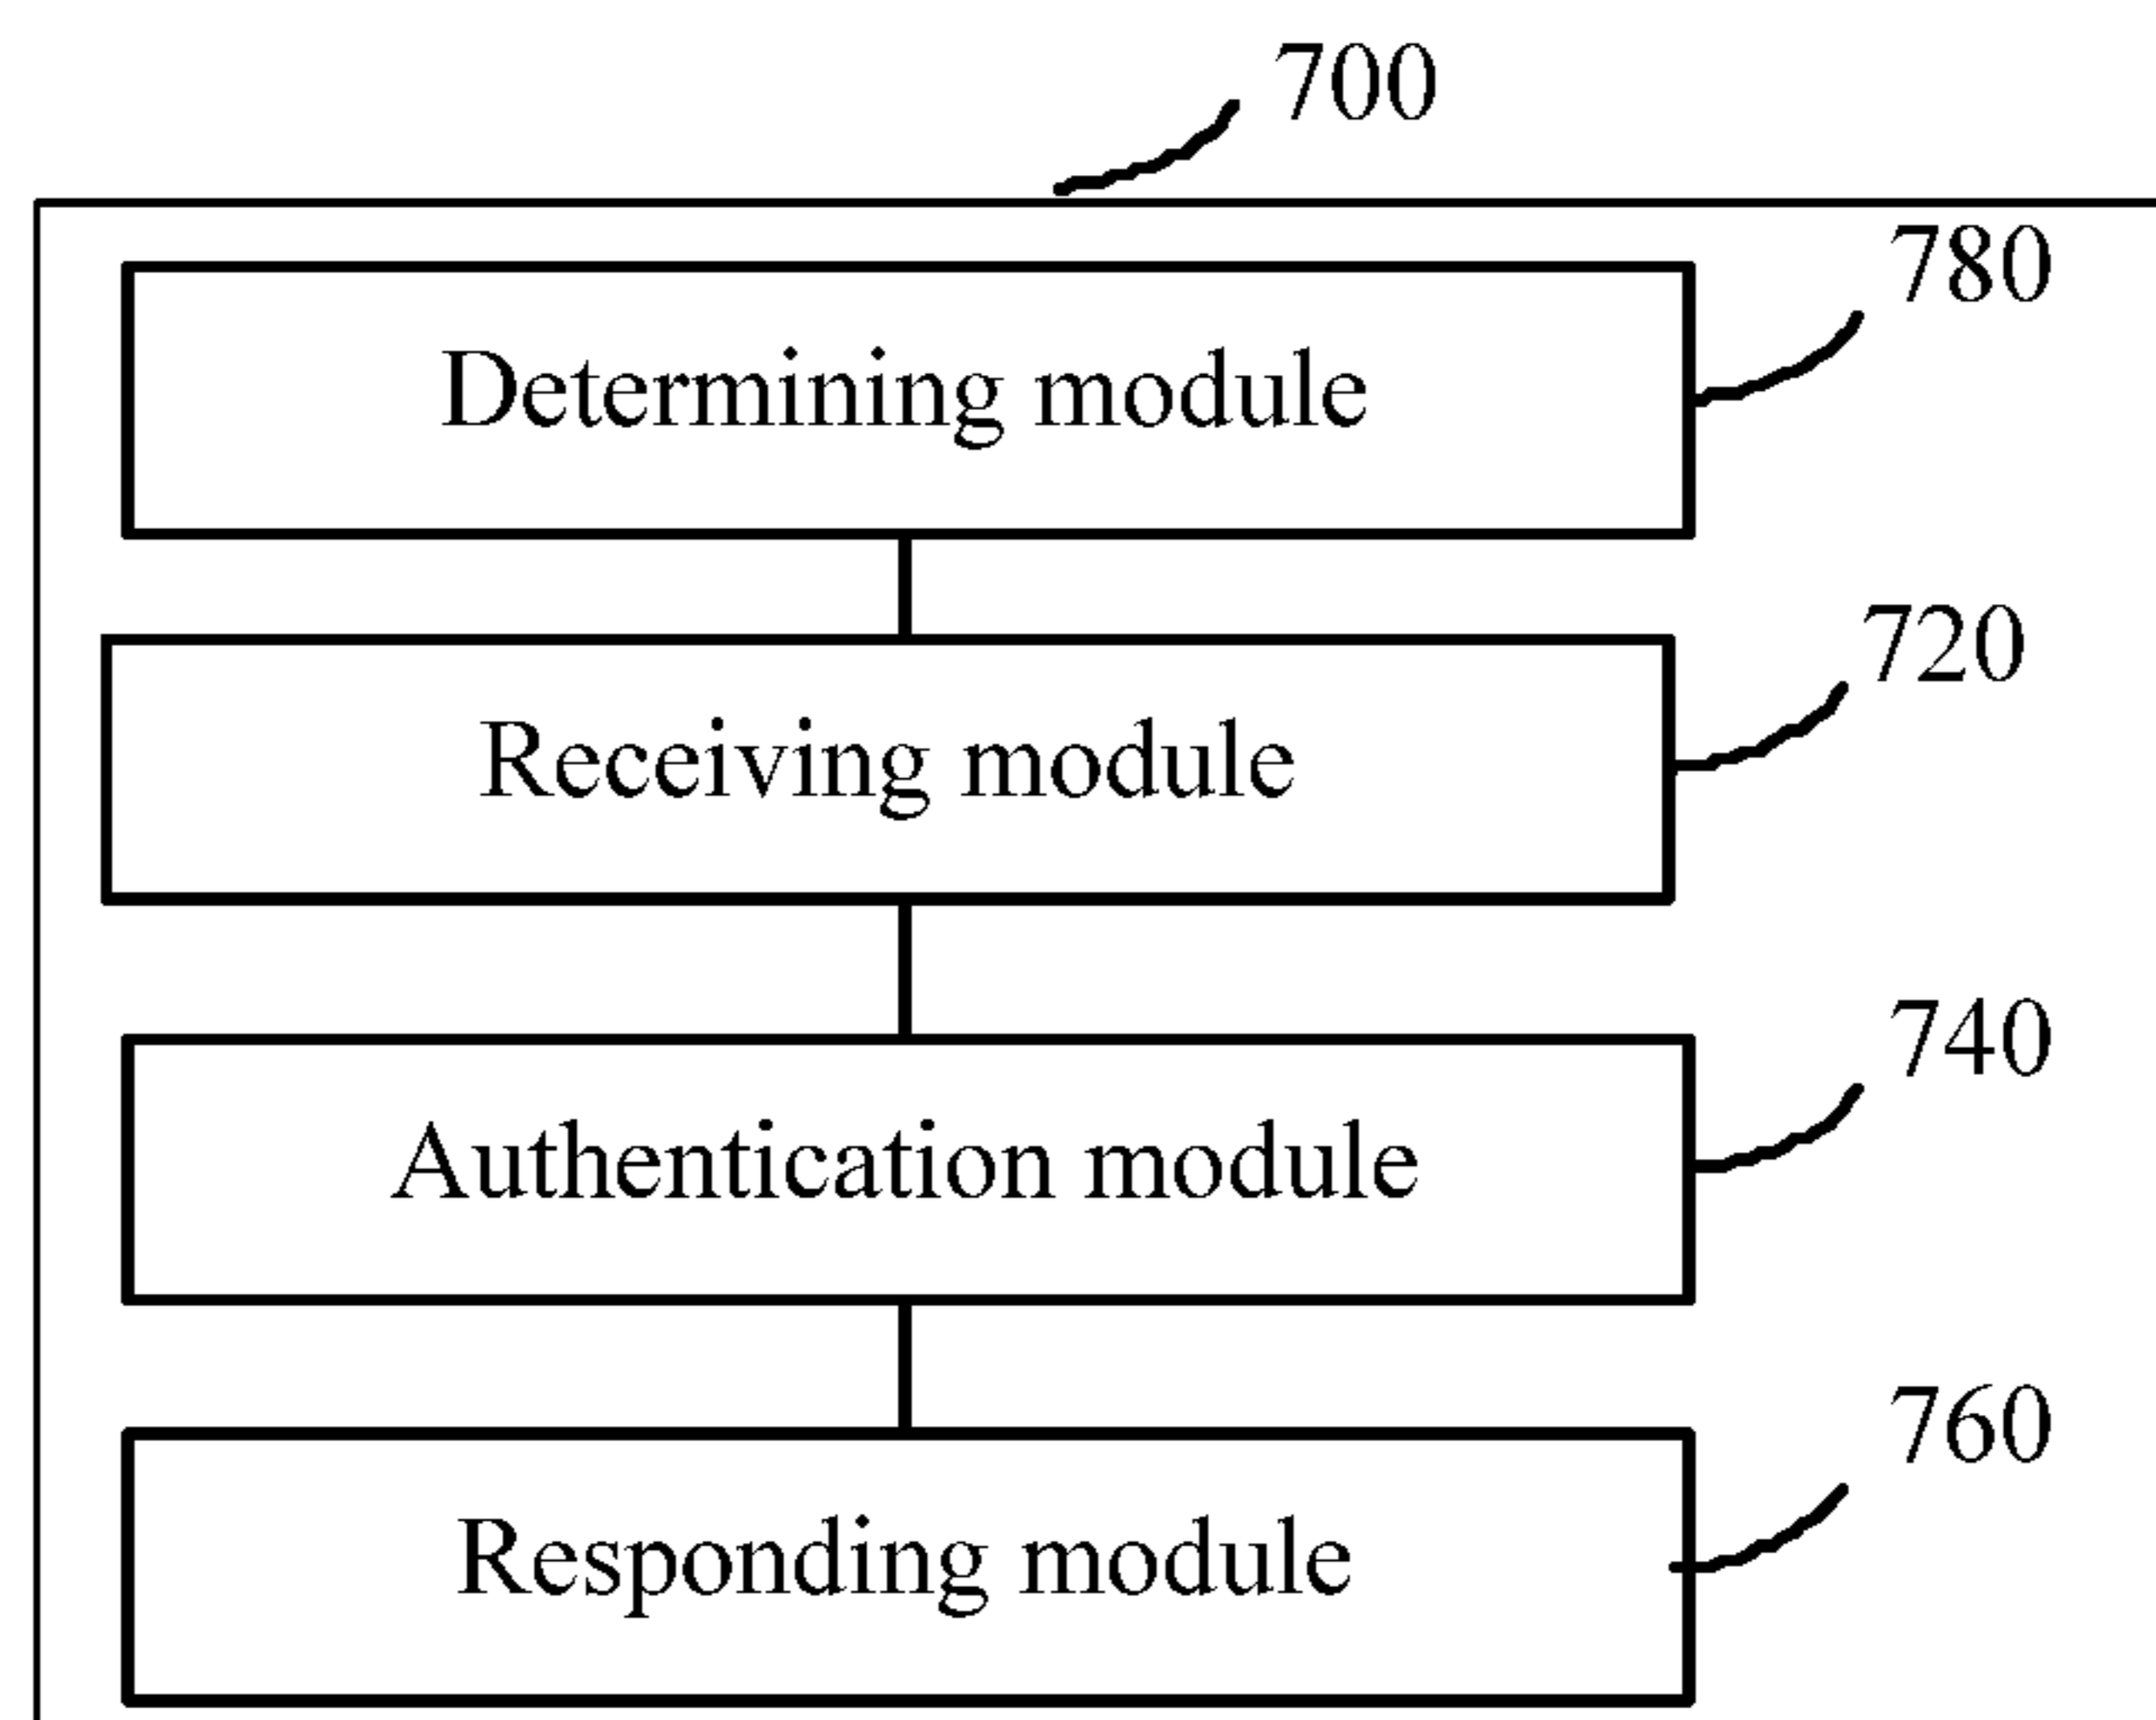 700
780
Determining module
720
Receiving module
740
Authentication module
760
Responding module